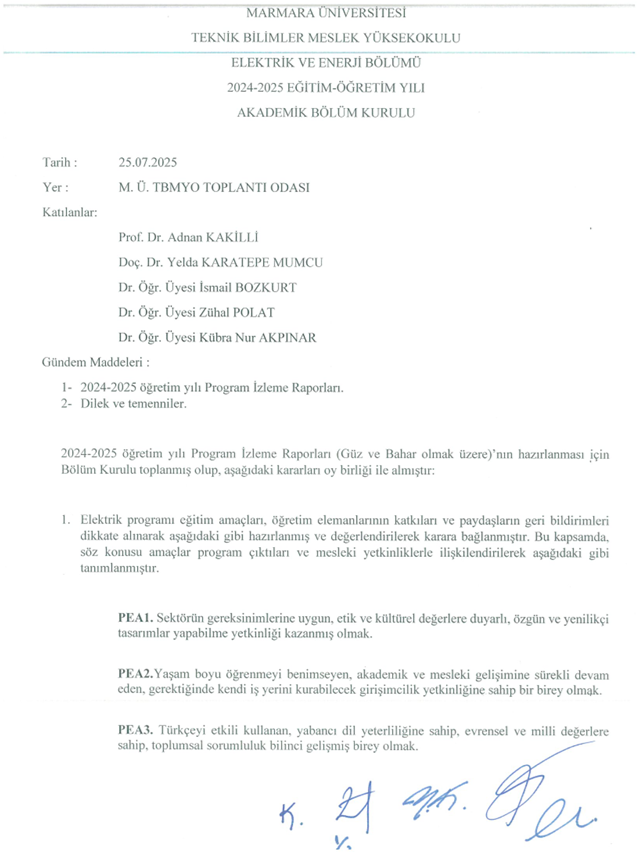 MARMARA ÜNİVERSİTESİ
TEKNİK BİLİMLER MESLEK YÜKSEKOKULU
ELEKTRİK VE ENERJİ BÖLÜMÜ
2024-2025 EĞİTİM-ÖĞRETİM YILI
AKADEMİK BÖLÜM KURULU
Tarih : 25.07.2025
Yer : M. Ü. TBMYO TOPLANTI ODASI
Katılanlar:
Prof. Dr. Adnan KAKİLLİ
Doç. Dr. Yelda KARATEPE MUMCU
Dr. Öğr. Üyesi İsmail BOZKURT
Dr. Öğr. Üyesi Zühal POLAT
Dr. Öğr. Üyesi Kübra Nur AKPINAR
Gündem Maddeleri :
1- 2024-2025 öğretim yılı Program İzleme Raporları.
2- Dilek ve temenniler.
2024-2025 öğretim yılı Program İzleme Raporları (Güz ve Bahar olmak üzere)'nın hazırlanması için
Bölüm Kurulu toplanmış olup, aşağıdaki kararları oy birliği ile almıştır:
1. Elektrik programı eğitim amaçları, öğretim elemanlarının katkıları ve paydaşların geri bildirimleri
dikkate alınarak aşağıdaki gibi hazırlanmış ve değerlendirilerek karara bağlanmıştır. Bu kapsamda,
söz konusu amaçlar program çıktıları ve mesleki yetkinliklerle ilişkilendirilerek aşağıdaki gibi
tanımlanmıştır.
PEA1. Sektörün gereksinimlerine uygun, etik ve kültürel değerlere duyarlı, özgün ve yenilikçi
tasarımlar yapabilme yetkinliği kazanmış olmak.
PEA2.Yaşam boyu öğrenmeyi benimseyen, akademik ve mesleki gelişimine sürekli devam
eden, gerektiğinde kendi iş yerini kurabilecek girişimcilik yetkinliğine sahip bir birey olmak.
PEA3. Türkçeyi etkili kullanan, yabancı dil yeterliliğine sahip, evrensel ve milli değerlere
sahip, toplumsal sorumluluk bilinci gelişmiş birey olmak.
K.